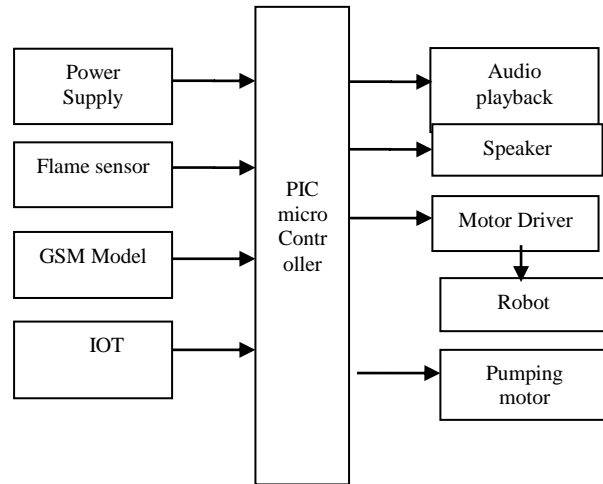 Power
Supply
Flame sensor
GSM Model
IOT
PIC
micro
Contr
oller
Audio
playback
Speaker
Motor Driver
Robot
Pumping
motor